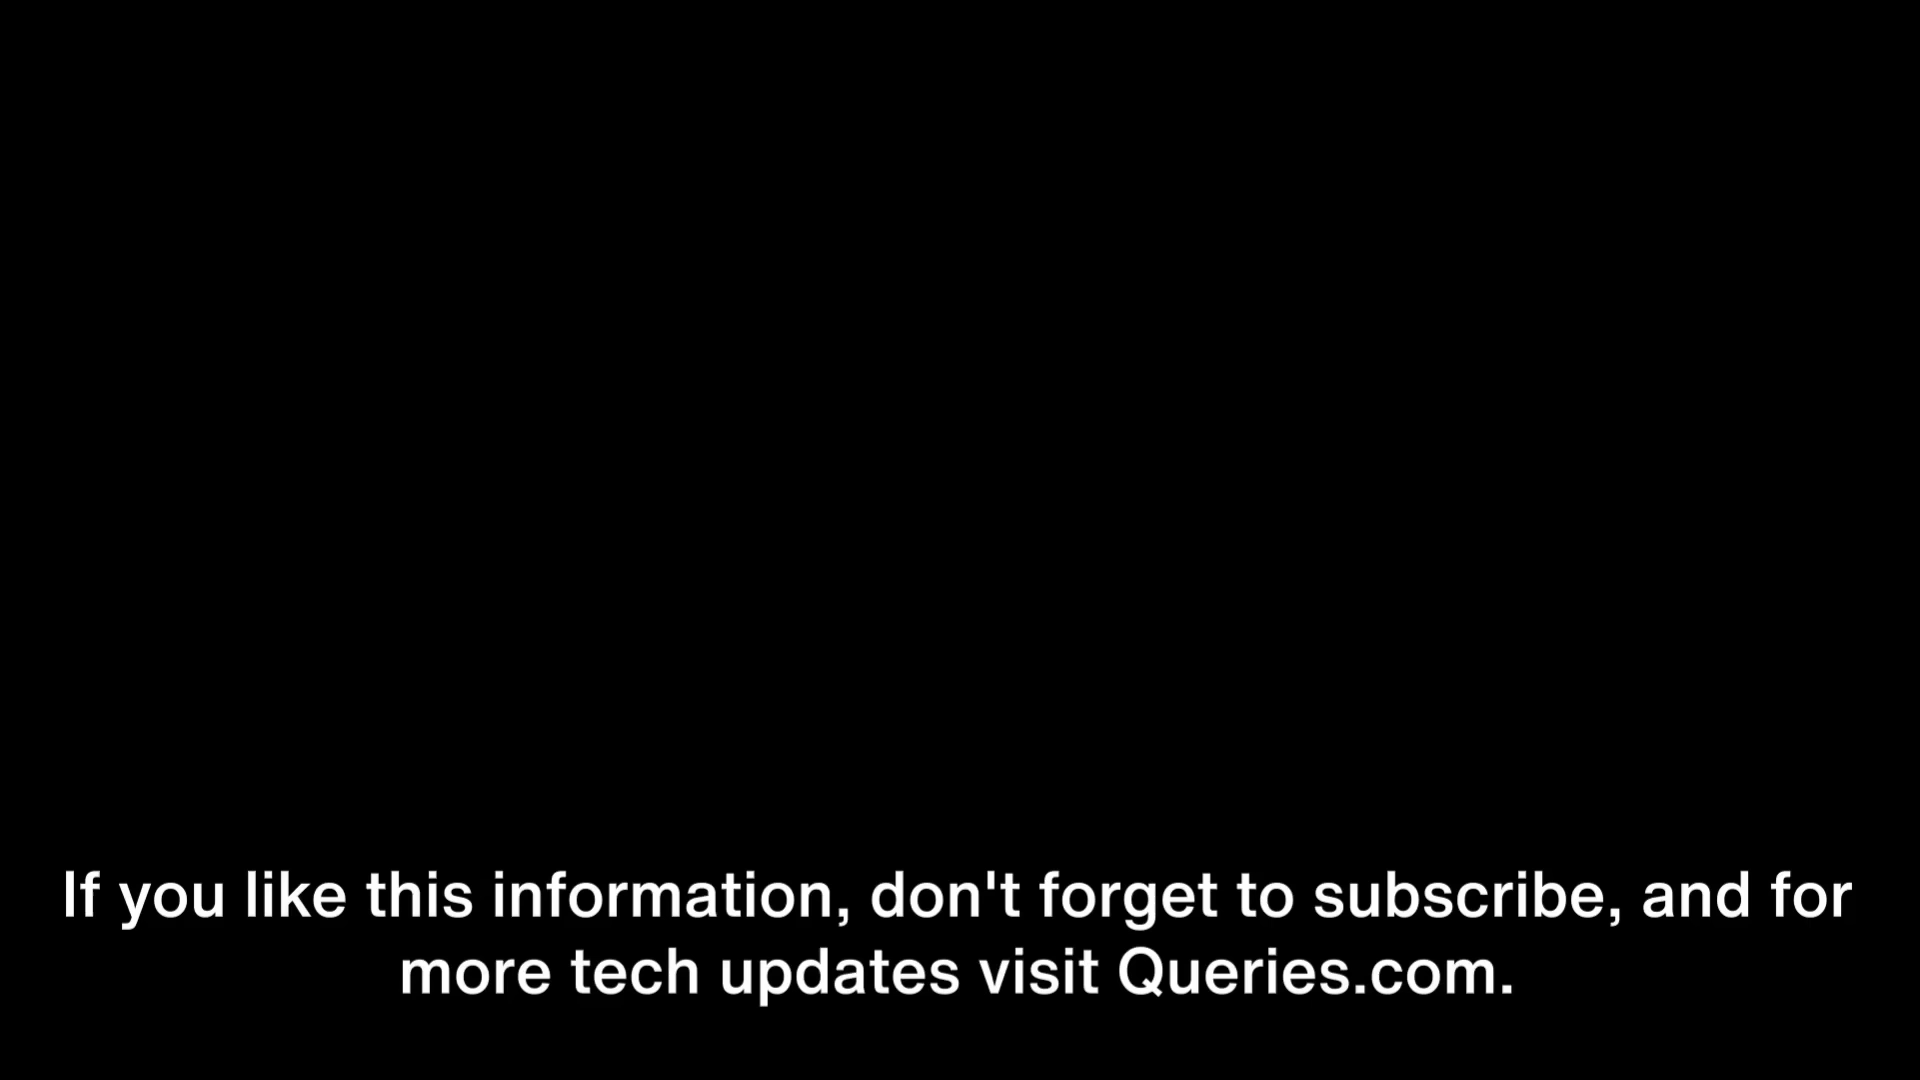 If you like this information, don't forget to subscribe, and for
more tech updates visit Queries.com.